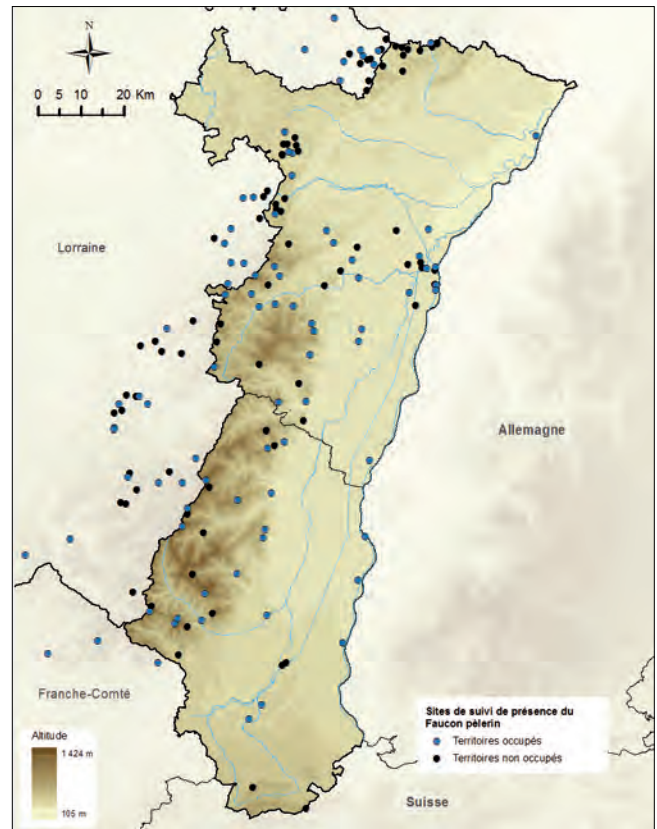 N
0 5 10 20 Km
Lorraine
Allemagne
Franche-Comté
Suisse
Sites de suivi de présence du
Faucon pèlerin
Territoires occupés
Territoires non occupés
Altitude
1 424 m
105 m